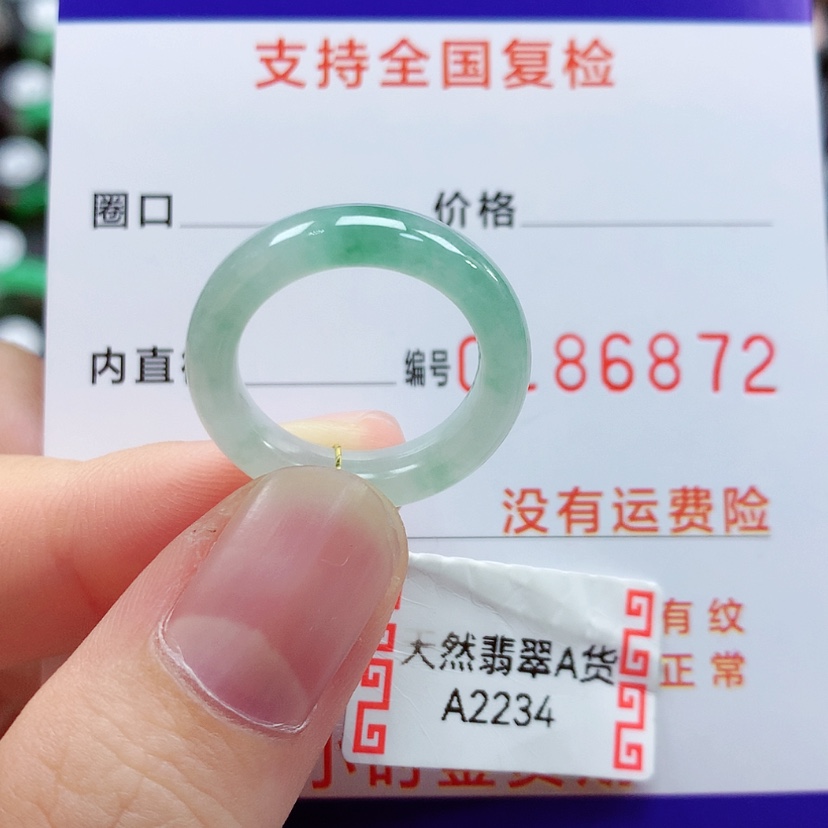 支持全国复检
圈口 价格
内直 编号 186872
没有运费险
有纹
正常
天然翡翠A货
A2234